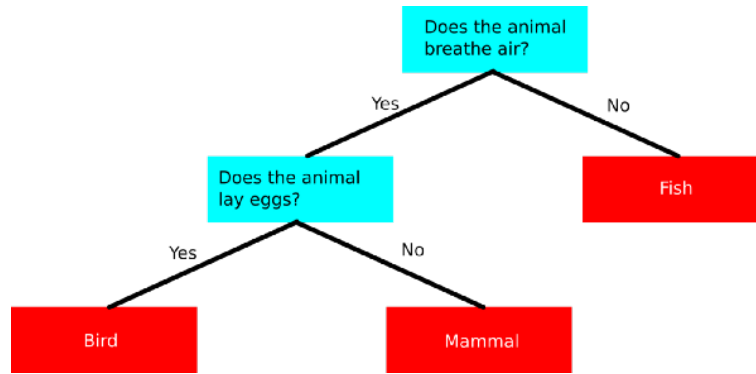 Does the animal
breathe air?
Yes
No
Does the animal
lay eggs?
Fish
Yes
No
Bird
Mammal